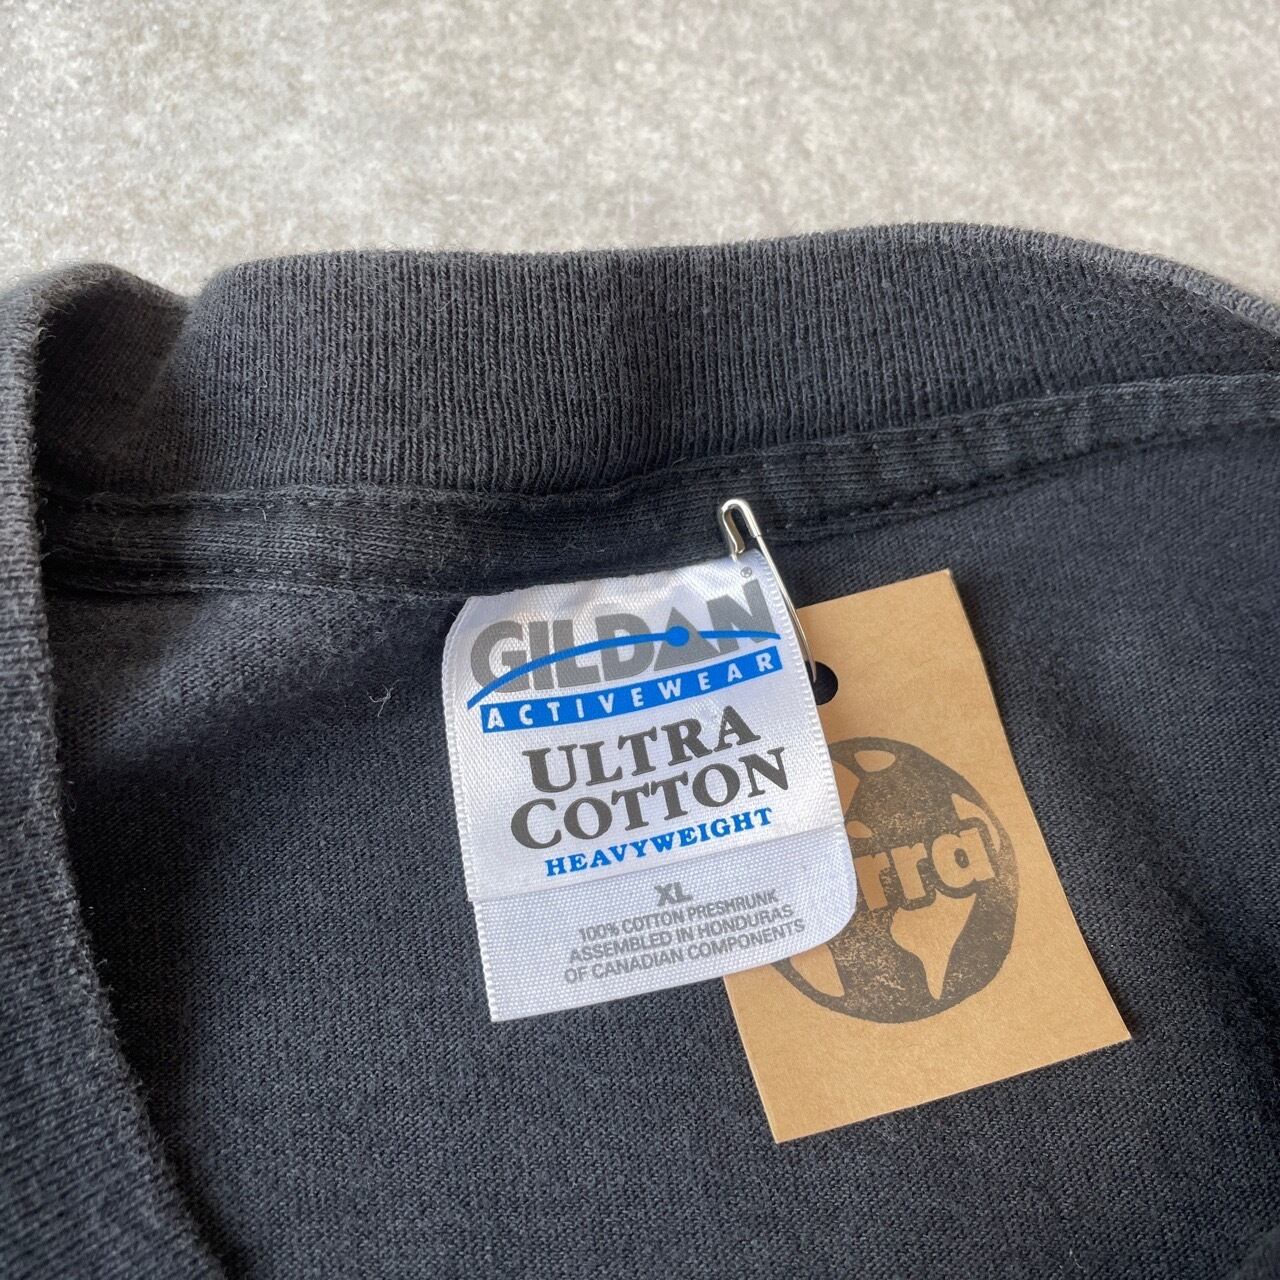 GILDAN®
ACTIVEWEAR
ULTRA
COTTON
HEAVYWEIGHT
XL
100% COTTON PRESHRUNK
ASSEMBLED IN HONDURAS
OF CANADIAN COMPONENTS